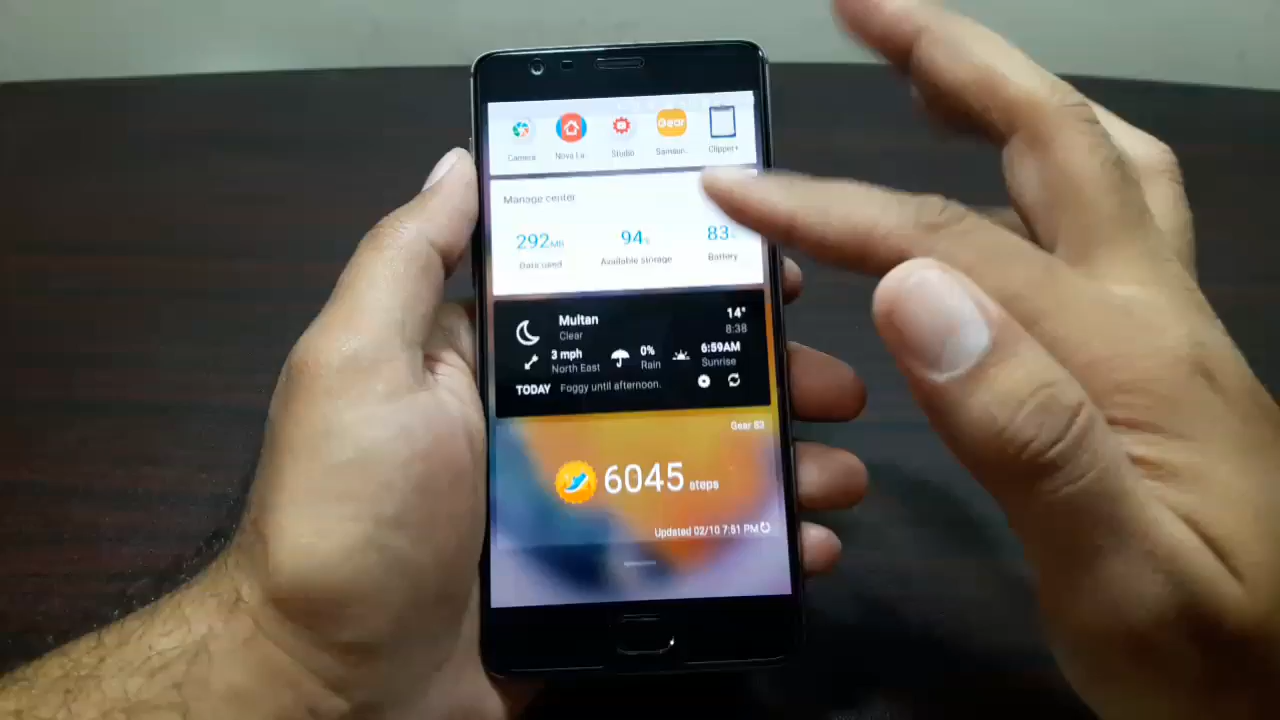 Camera Nova La.. Studio Samsun.. Clipper+
Gear
Manage center
292MB 94% 83%
Data used Available storage Battery
Multan 14°
Clear 8:38
3 mph 0% 6:59AM
North East Rain Sunrise
TODAY Foggy until afternoon.
Gear S3
6045 steps
Updated 02/10 7:51 PM